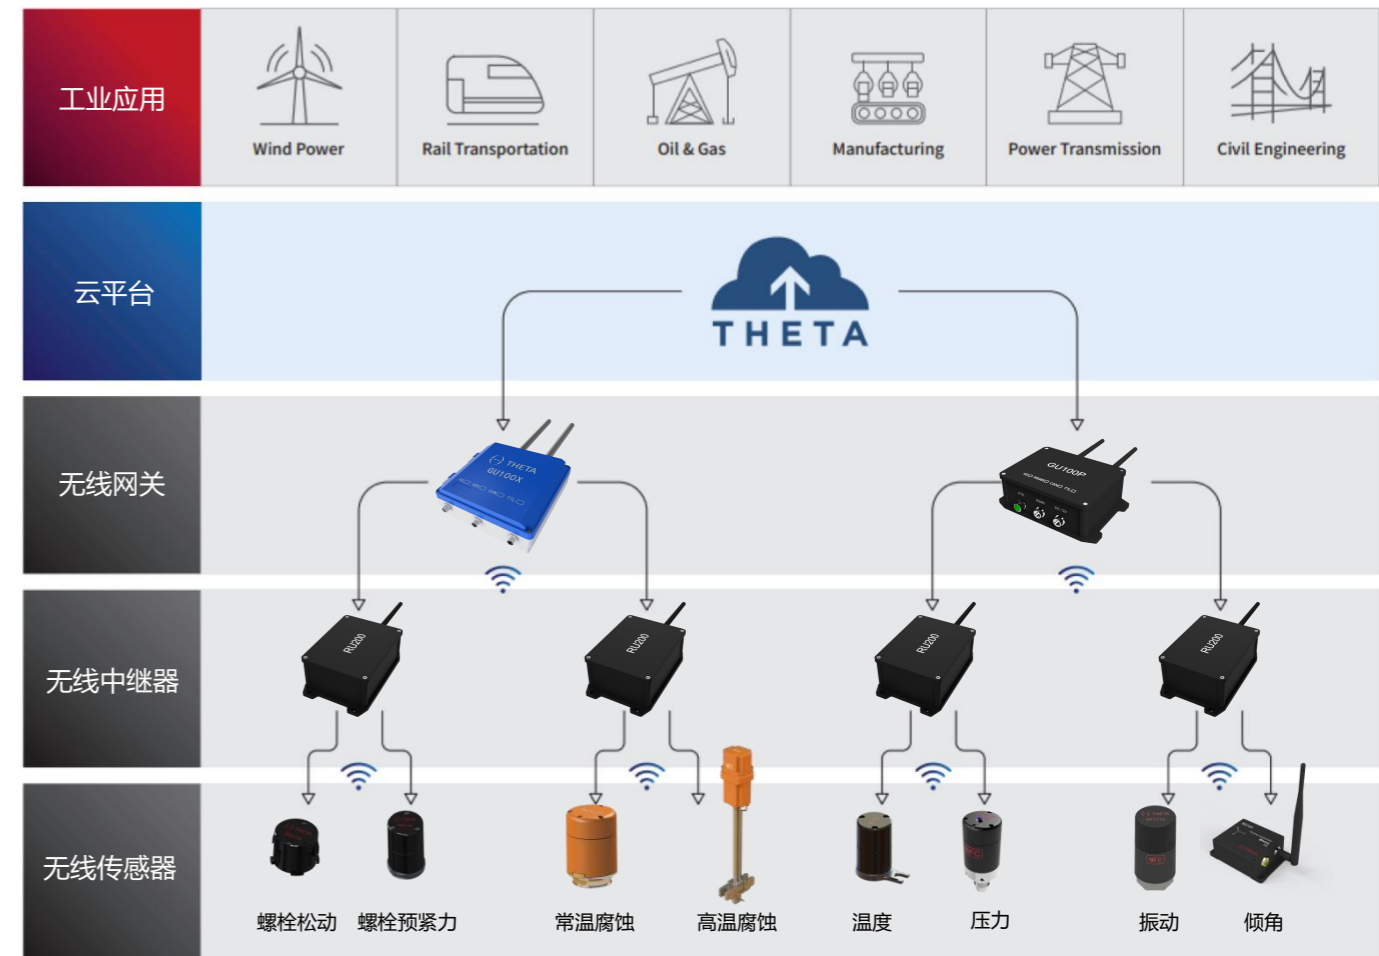 工业应用
Wind Power
Rail Transportation
Oil & Gas
Manufacturing
Power Transmission
Civil Engineering
云平台
THETA
无线网关
THETA
GU100X
GU100P
无线中继器
RU200
RU200
RU200
RU200
无线传感器
NFC
THETA
NFC
螺栓松动
螺栓预紧力
常温腐蚀
高温腐蚀
温度
压力
振动
倾角